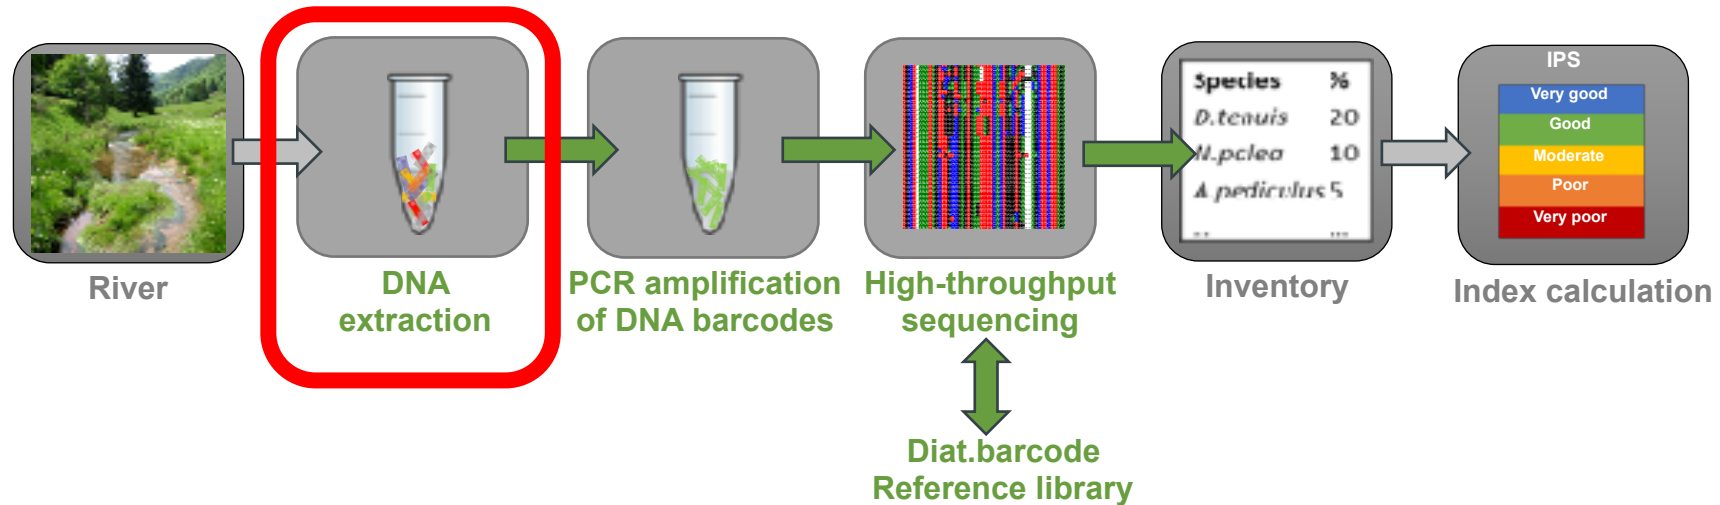 River
DNA
extraction
PCR amplification
of DNA barcodes
High-throughput
sequencing
Diat.barcode
Reference library
Species %
D.tenuis 20
N.pclea 10
A.pediculus 5
... ...
Inventory
IPS
Very good
Good
Moderate
Poor
Very poor
Index calculation